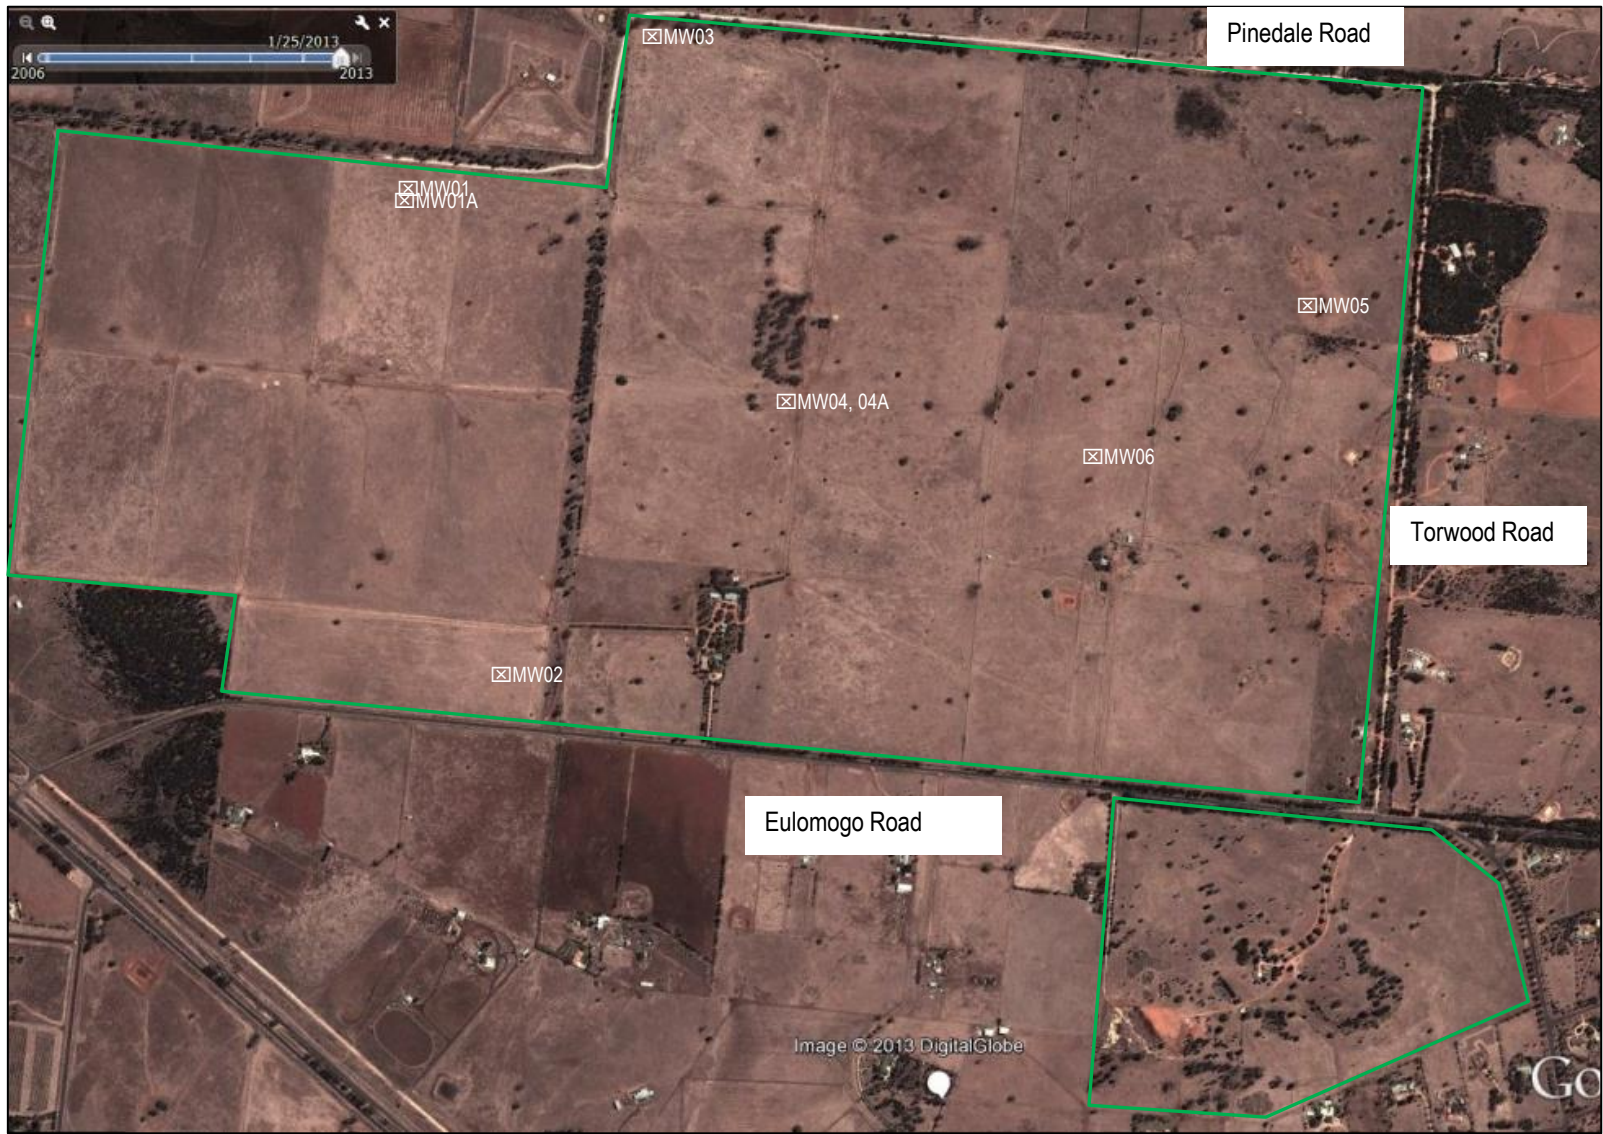 1/25/2013
2006
2013
MW03
Pinedale Road
MW01
MW01A
MW05
MW04, 04A
MW06
Torwood Road
MW02
Eulomogo Road
Image © 2013 DigitalGlobe
Go